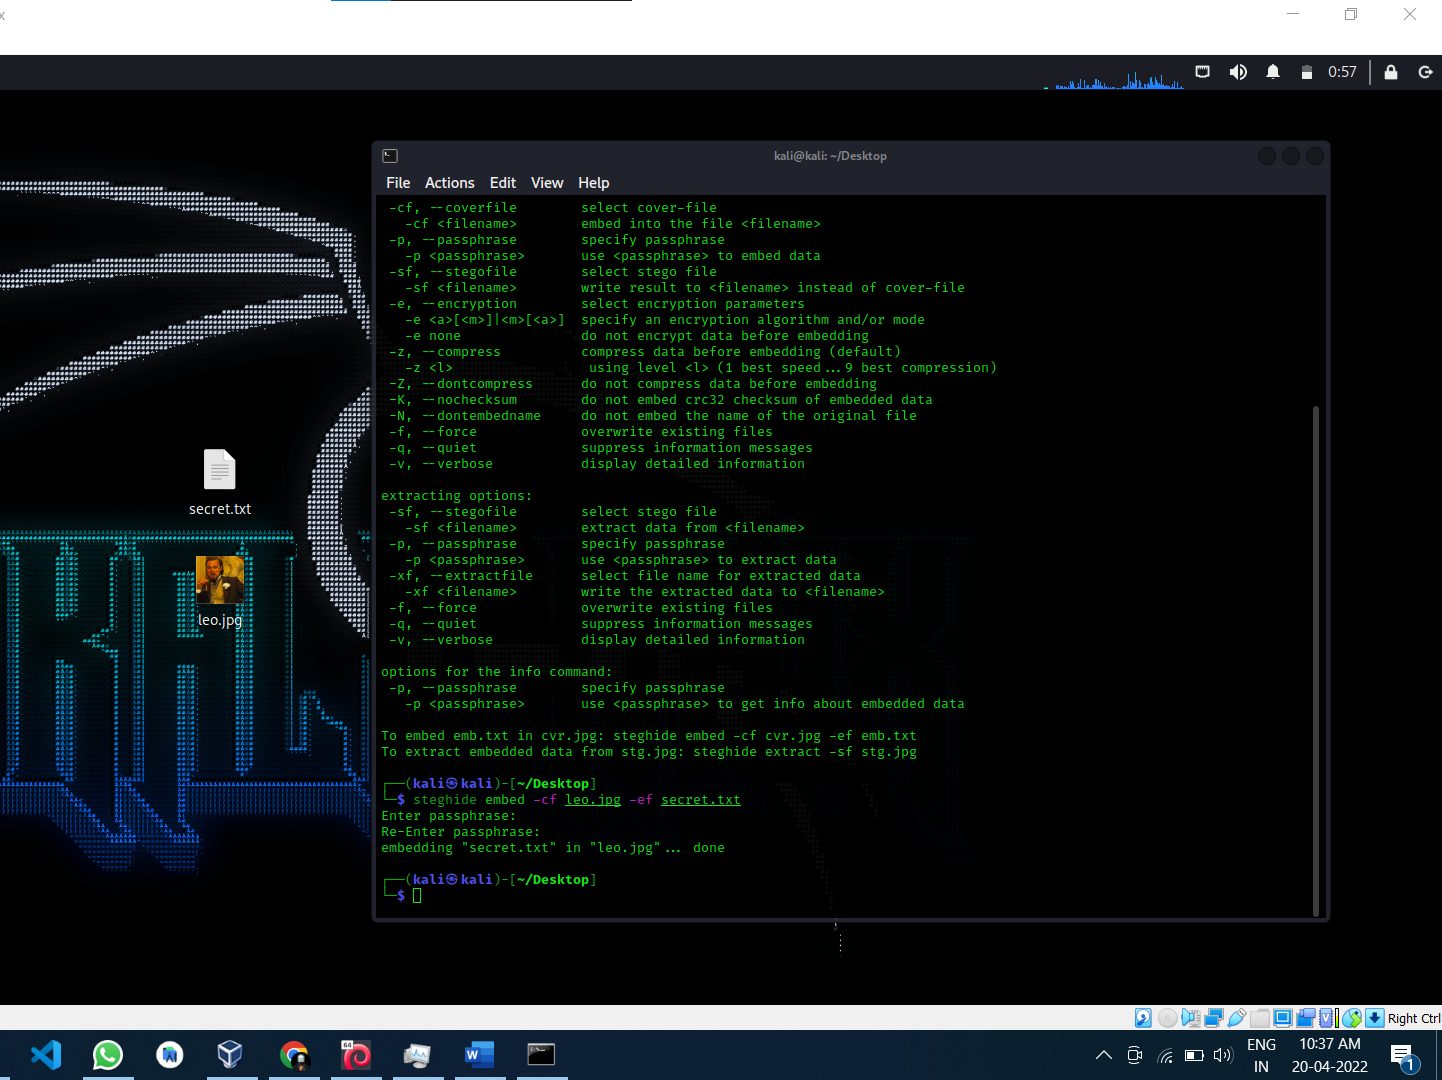 x
0:57
kali@kali: ~/Desktop
File Actions Edit View Help
-cf, --coverfile select cover-file
-cf <filename> embed into the file <filename>
-p, --passphrase specify passphrase
-p <passphrase> use <passphrase> to embed data
-sf, --stegofile select stego file
-sf <filename> write result to <filename> instead of cover-file
-e, --encryption select encryption parameters
-e <a>[<m>]|<m>[<a>] specify an encryption algorithm and/or mode
-e none do not encrypt data before embedding
-z, --compress compress data before embedding (default)
-z <l> using level <l> (1 best speed...9 best compression)
-Z, --dontcompress do not compress data before embedding
-K, --nochecksum do not embed crc32 checksum of embedded data
-N, --dontembedname do not embed the name of the original file
-f, --force overwrite existing files
-q, --quiet suppress information messages
-v, --verbose display detailed information
extracting options:
-sf, --stegofile select stego file
-sf <filename> extract data from <filename>
-p, --passphrase specify passphrase
-p <passphrase> use <passphrase> to extract data
-xf, --extractfile select file name for extracted data
-xf <filename> write the extracted data to <filename>
-f, --force overwrite existing files
-q, --quiet suppress information messages
-v, --verbose display detailed information
options for the info command:
-p, --passphrase specify passphrase
-p <passphrase> use <passphrase> to get info about embedded data
To embed emb.txt in cvr.jpg: steghide embed -cf cvr.jpg -ef emb.txt
To extract embedded data from stg.jpg: steghide extract -sf stg.jpg
┌──(kali㉿kali)-[~/Desktop]
└─$ steghide embed -cf leo.jpg -ef secret.txt
Enter passphrase:
Re-Enter passphrase:
embedding "secret.txt" in "leo.jpg"... done
┌──(kali㉿kali)-[~/Desktop]
└─$
secret.txt
leo.jpg
KALI
Right Ctrl
64
W
ENG
IN
10:37 AM
20-04-2022
1